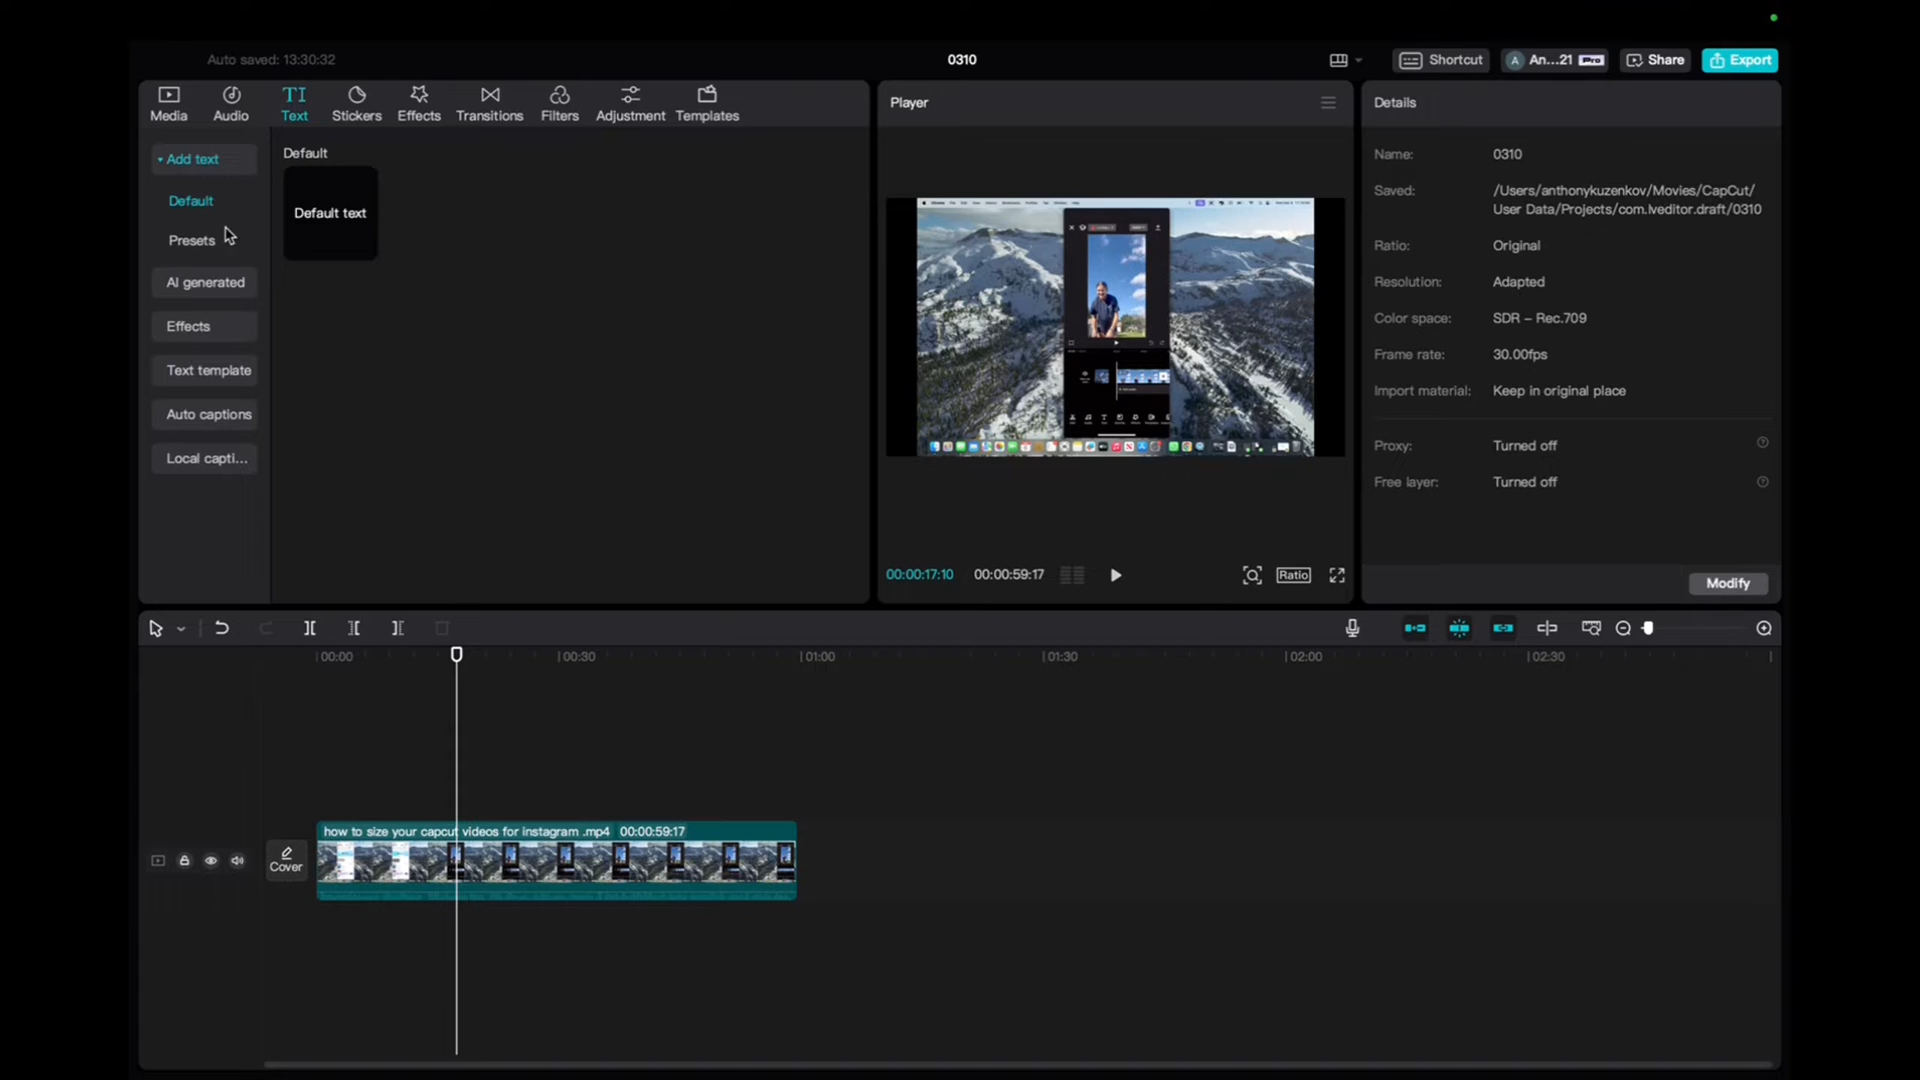 Auto saved: 13:30:32
0310
Shortcut
A An...21 Pro
Share
Export
Media
Audio
TI
Text
Stickers
Effects
Transitions
Filters
Adjustment
Templates
Add text
Default
Presets
AI generated
Effects
Text template
Auto captions
Local capti...
Default
Default text
Player
00:00:17:10
00:00:59:17
Ratio
Details
Name: 0310
Saved: /Users/anthonykuzenkov/Movies/CapCut/
User Data/Projects/com.lveditor.draft/0310
Ratio: Original
Resolution: Adapted
Color space: SDR – Rec.709
Frame rate: 30.00fps
Import material: Keep in original place
Proxy: Turned off
Free layer: Turned off
Modify
00:00
00:30
01:00
01:30
02:00
02:30
Cover
how to size your capcut videos for instagram .mp4 00:00:59:17